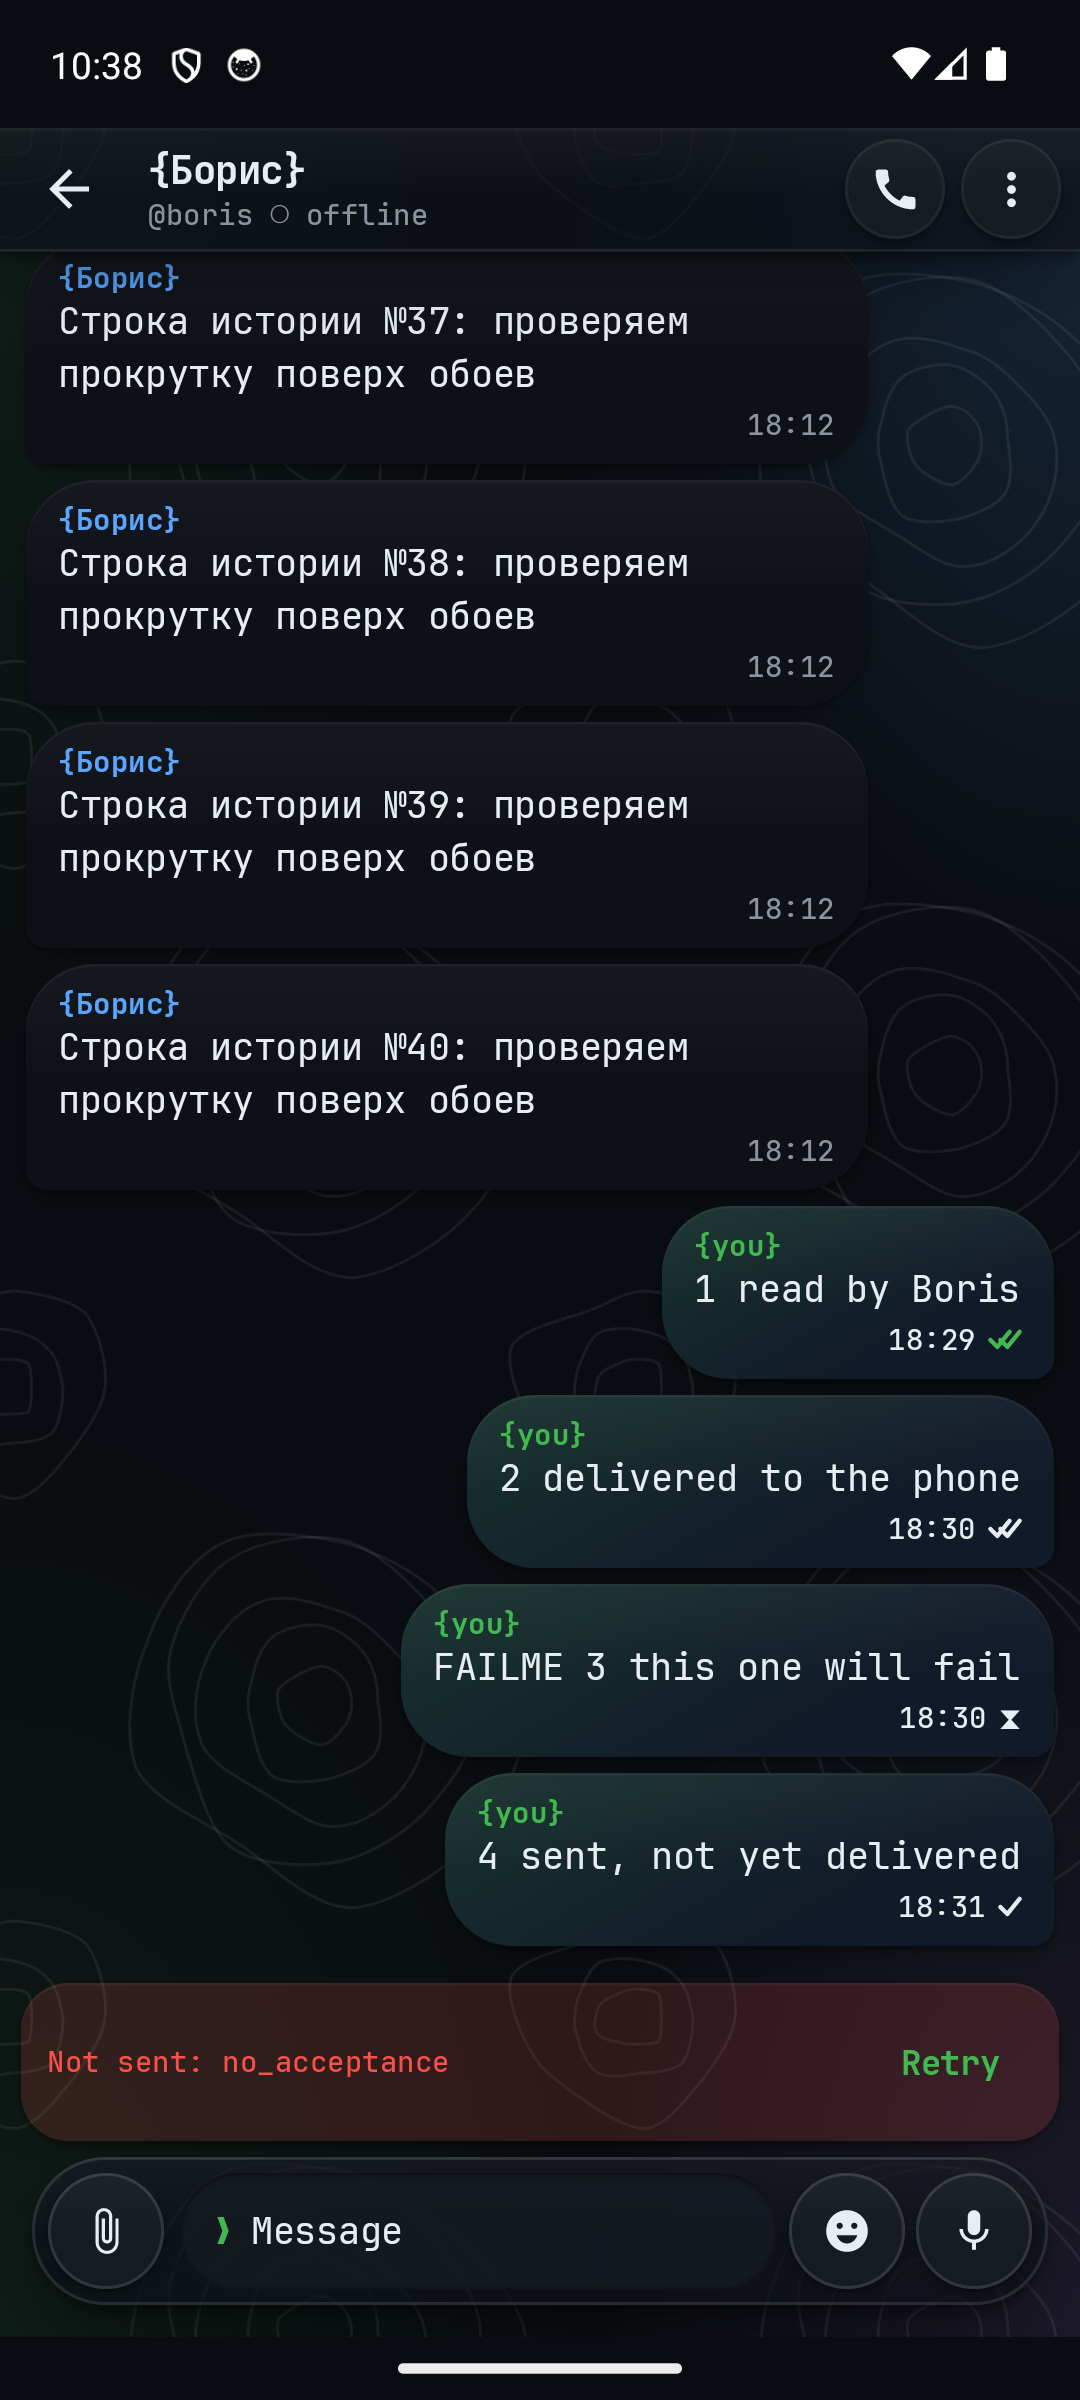 10:38
{Борис}
@boris ○ offline
{Борис}
Строка истории №37: проверяем
прокрутку поверх обоев
18:12
{Борис}
Строка истории №38: проверяем
прокрутку поверх обоев
18:12
{Борис}
Строка истории №39: проверяем
прокрутку поверх обоев
18:12
{Борис}
Строка истории №40: проверяем
прокрутку поверх обоев
18:12
{you}
1 read by Boris
18:29
{you}
2 delivered to the phone
18:30
{you}
FAILME 3 this one will fail
18:30
{you}
4 sent, not yet delivered
18:31
Not sent: no_acceptance
Retry
❯ Message